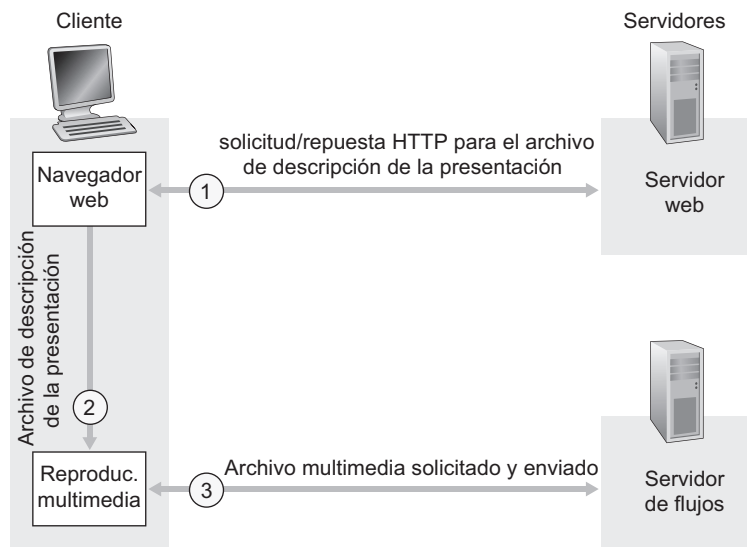 Cliente
Servidores
solicitud/repuesta HTTP para el archivo
de descripción de la presentación
Navegador
web
1
Servidor
web
Archivo de descripción
de la presentación
2
Reproduc.
multimedia
3
Archivo multimedia solicitado y enviado
Servidor
de flujos